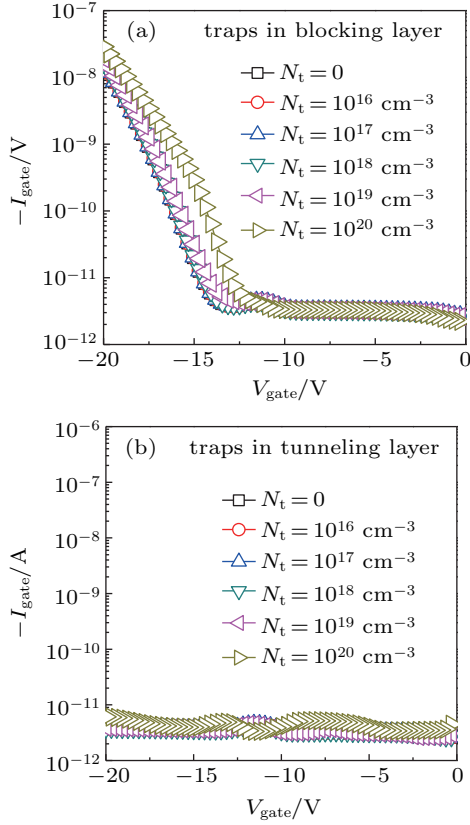 (a) traps in blocking layer
N_t = 0
N_t = 10^16 cm^−3
N_t = 10^17 cm^−3
N_t = 10^18 cm^−3
N_t = 10^19 cm^−3
N_t = 10^20 cm^−3
−I_gate/V
10^−7
10^−8
10^−9
10^−10
10^−11
10^−12
−20 −15 −10 −5 0
V_gate/V
(b) traps in tunneling layer
N_t = 0
N_t = 10^16 cm^−3
N_t = 10^17 cm^−3
N_t = 10^18 cm^−3
N_t = 10^19 cm^−3
N_t = 10^20 cm^−3
−I_gate/A
10^−6
10^−7
10^−8
10^−9
10^−10
10^−11
10^−12
−20 −15 −10 −5 0
V_gate/V